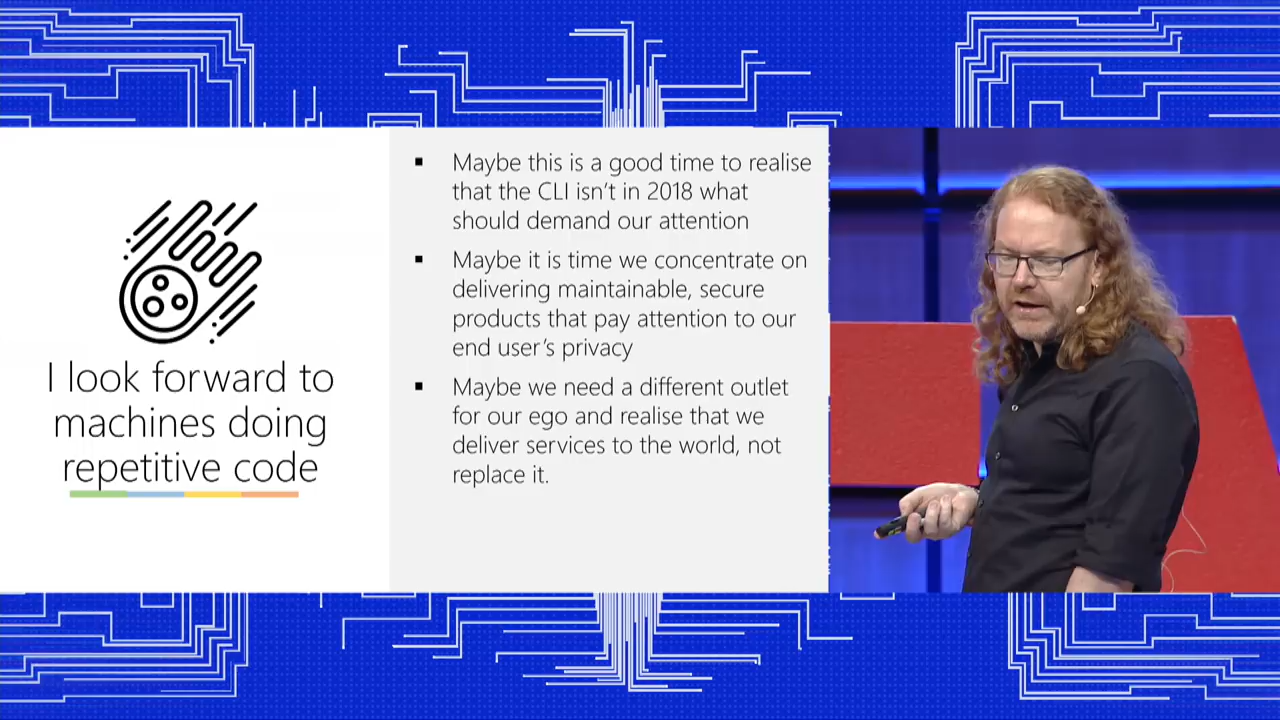 I look forward to
machines doing
repetitive code
▪ Maybe this is a good time to realise
that the CLI isn’t in 2018 what
should demand our attention
▪ Maybe it is time we concentrate on
delivering maintainable, secure
products that pay attention to our
end user’s privacy
▪ Maybe we need a different outlet
for our ego and realise that we
deliver services to the world, not
replace it.